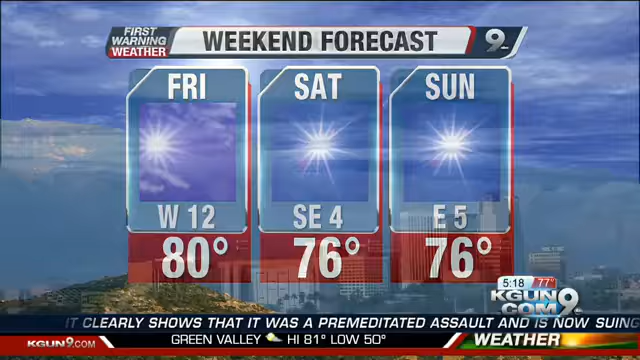 FIRST
WARNING
WEATHER
WEEKEND FORECAST
9
FRI SAT SUN
W 12 SE 4 E 5
80° 76° 76°
5:18 77°
KGUN
COM 9
IT CLEARLY SHOWS THAT IT WAS A PREMEDITATED ASSAULT AND IS NOW SUING
KGUN9.COM GREEN VALLEY HI 81° LOW 50° WEATHER